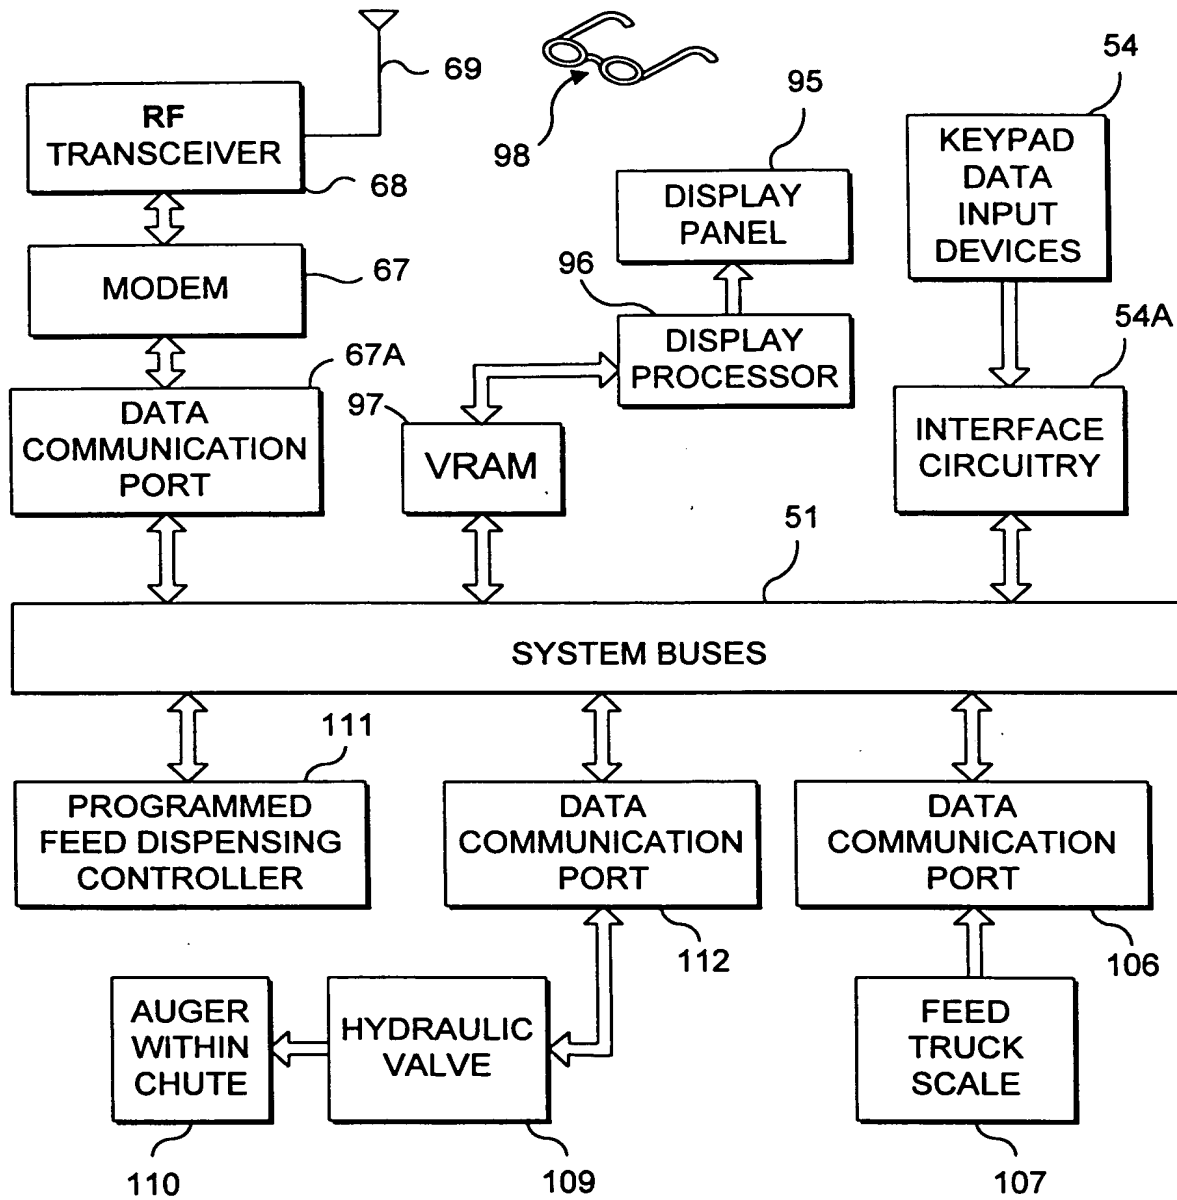 69
RF
TRANSCEIVER
68
98
95
DISPLAY
PANEL
54
KEYPAD
DATA
INPUT
DEVICES
MODEM
67
96
DISPLAY
PROCESSOR
54A
INTERFACE
CIRCUITRY
67A
DATA
COMMUNICATION
PORT
97
VRAM
51
SYSTEM BUSES
111
PROGRAMMED
FEED DISPENSING
CONTROLLER
DATA
COMMUNICATION
PORT
112
DATA
COMMUNICATION
PORT
106
AUGER
WITHIN
CHUTE
110
HYDRAULIC
VALVE
109
FEED
TRUCK
SCALE
107